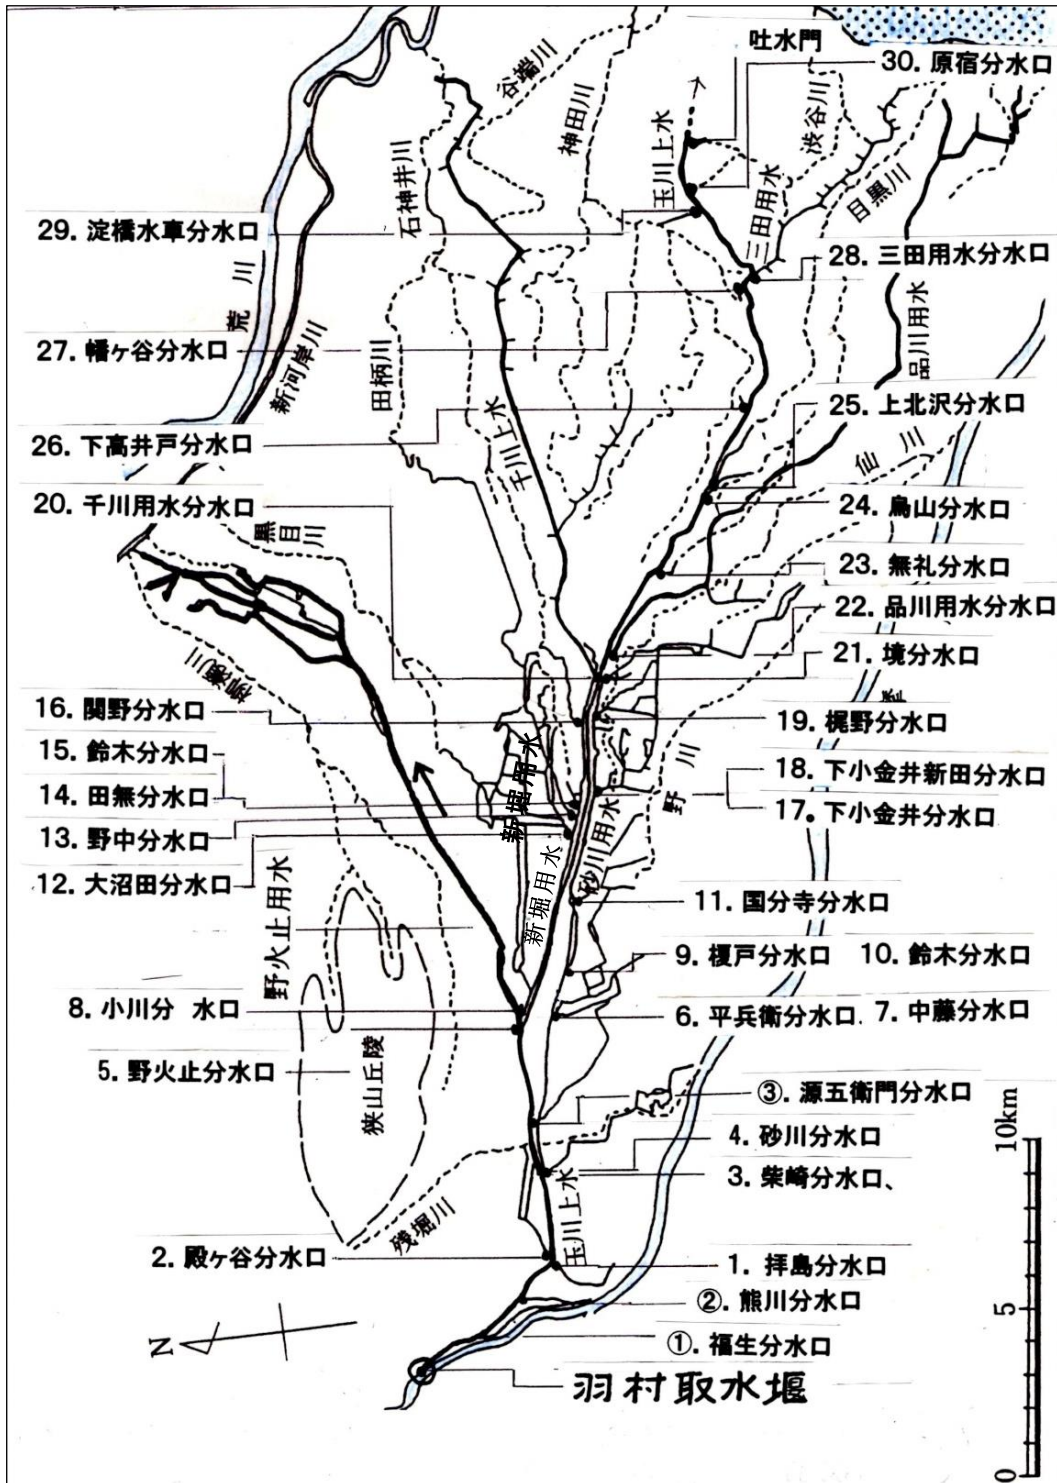 吐水門
30. 原宿分水口
谷端川
神田川
石神井川
玉川上水
渋谷川
三田用水
目黒川
29. 淀橋水車分水口
28. 三田用水分水口
荒川
新河岸川
27. 幡ヶ谷分水口
田柄川
品川用水
25. 上北沢分水口
26. 下高井戸分水口
千川上水
仙川
20. 千川用水分水口
24. 烏山分水口
黒目川
23. 無礼分水口
22. 品川用水分水口
柳瀬川
21. 境分水口
16. 関野分水口
19. 梶野分水口
15. 鈴木分水口
新堀用水
野川
18. 下小金井新田分水口
14. 田無分水口
17. 下小金井分水口
13. 野中分水口
砂川用水
12. 大沼田分水口
新堀用水
11. 国分寺分水口
野火止用水
9. 榎戸分水口
10. 鈴木分水口
8. 小川分 水口
6. 平兵衛分水口.
7. 中藤分水口
5. 野火止分水口
狭山丘陵
③. 源五衛門分水口
4. 砂川分水口
3. 柴崎分水口、
残堀川
玉川上水
2. 殿ヶ谷分水口
1. 拝島分水口
②. 熊川分水口
①. 福生分水口
羽村取水堰
N
10km
5
0